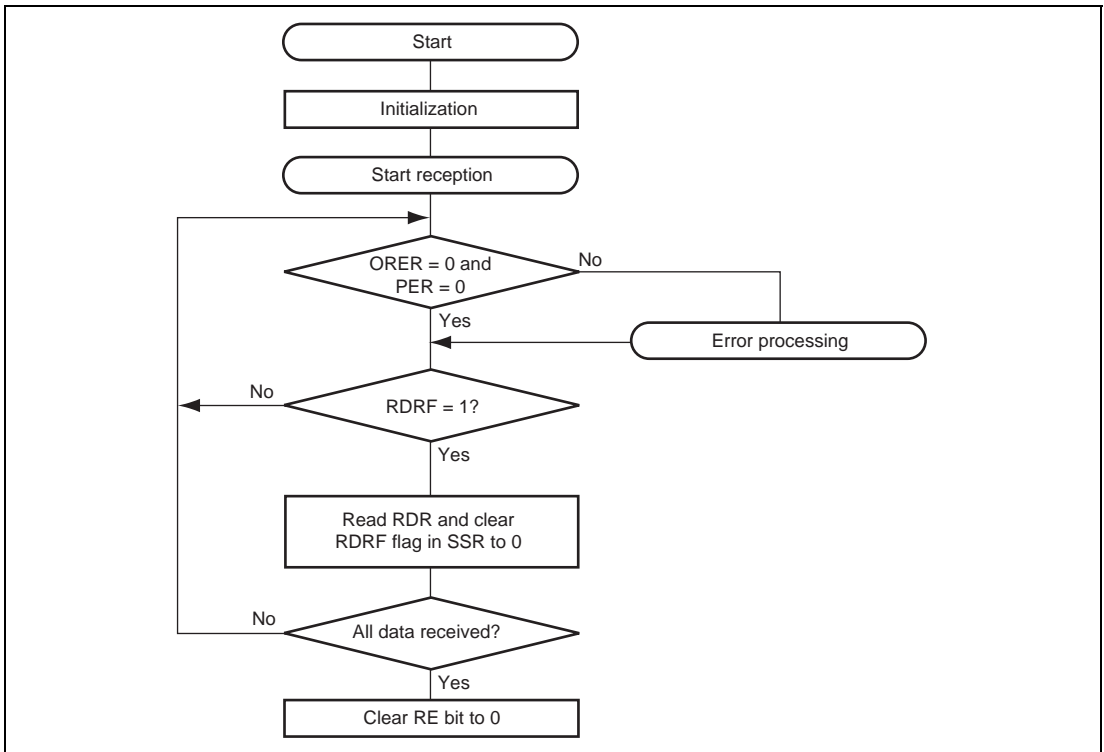 Start
Initialization
Start reception
ORER = 0 and
PER = 0
No
Yes
Error processing
No
RDRF = 1?
Yes
Read RDR and clear
RDRF flag in SSR to 0
No
All data received?
Yes
Clear RE bit to 0